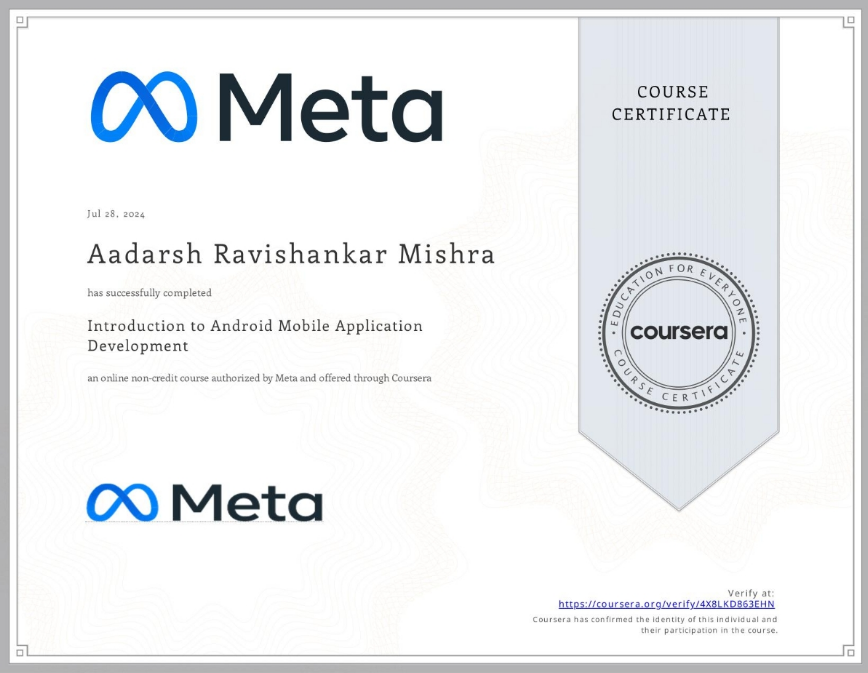 Meta
COURSE
CERTIFICATE
Jul 28, 2024
Aadarsh Ravishankar Mishra
has successfully completed
Introduction to Android Mobile Application
Development
an online non-credit course authorized by Meta and offered through Coursera
EDUCATION FOR EVERYONE
coursera
COURSE CERTIFICATE
Meta
Verify at:
https://coursera.org/verify/4X8LKD863EHN
Coursera has confirmed the identity of this individual and
their participation in the course.